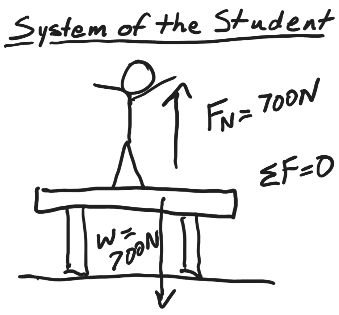 System of the Student
FN=700N
ΣF=0
W=
700N